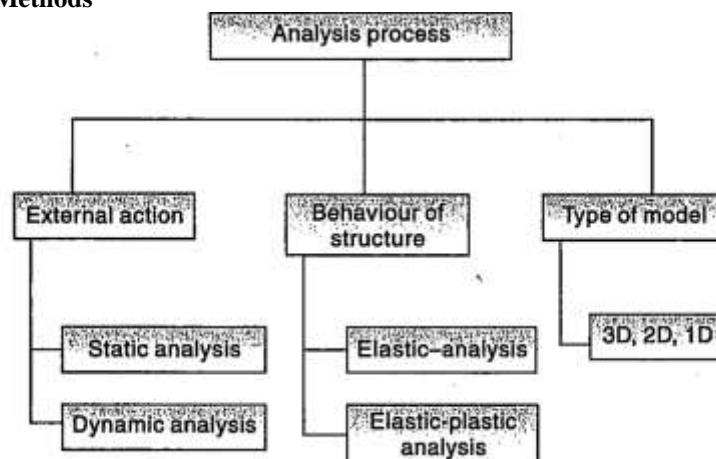 Methods
Analysis process
External action
Behaviour of
structure
Type of model
Static analysis
Elastic–analysis
3D, 2D, 1D
Dynamic analysis
Elastic-plastic
analysis